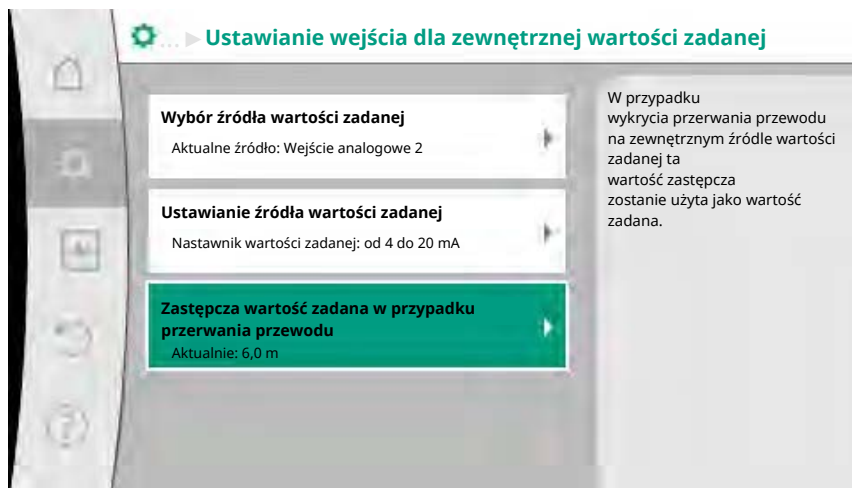 ... ▶ Ustawianie wejścia dla zewnętrznej wartości zadanej
Wybór źródła wartości zadanej
Aktualne źródło: Wejście analogowe 2
Ustawianie źródła wartości zadanej
Nastawnik wartości zadanej: od 4 do 20 mA
Zastępcza wartość zadana w przypadku
przerwania przewodu
Aktualnie: 6,0 m
W przypadku
wykrycia przerwania przewodu
na zewnętrznym źródle wartości
zadanej ta
wartość zastępcza
zostanie użyta jako wartość
zadana.